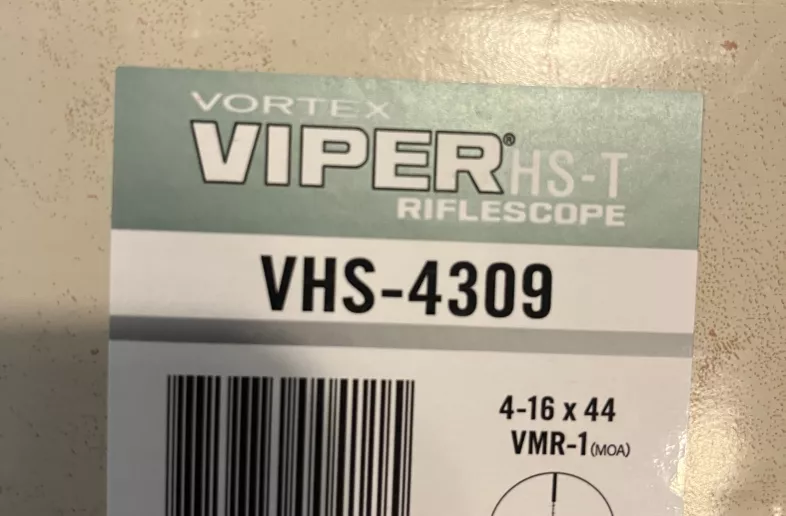 VORTEX
VIPER® HS-T
RIFLESCOPE
VHS-4309
4-16 x 44
VMR-1 (MOA)